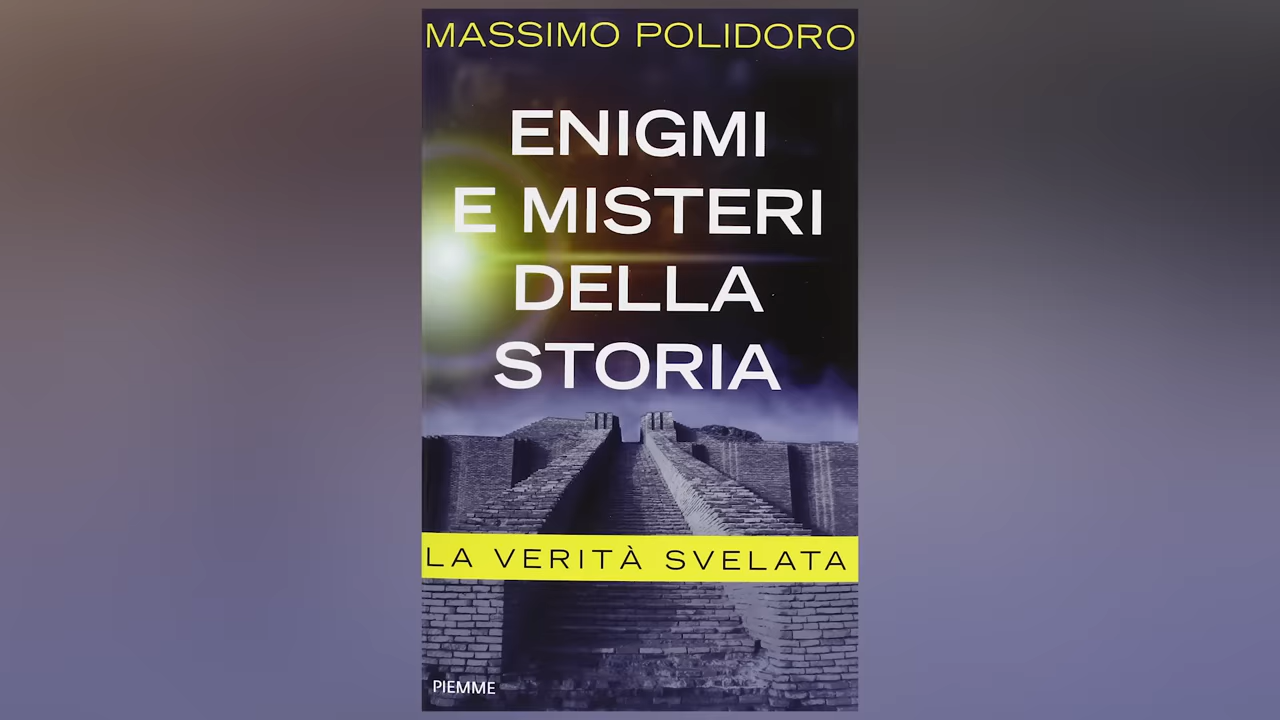 MASSIMO POLIDORO
ENIGMI
E MISTERI
DELLA
STORIA
LA VERITÀ SVELATA
PIEMME